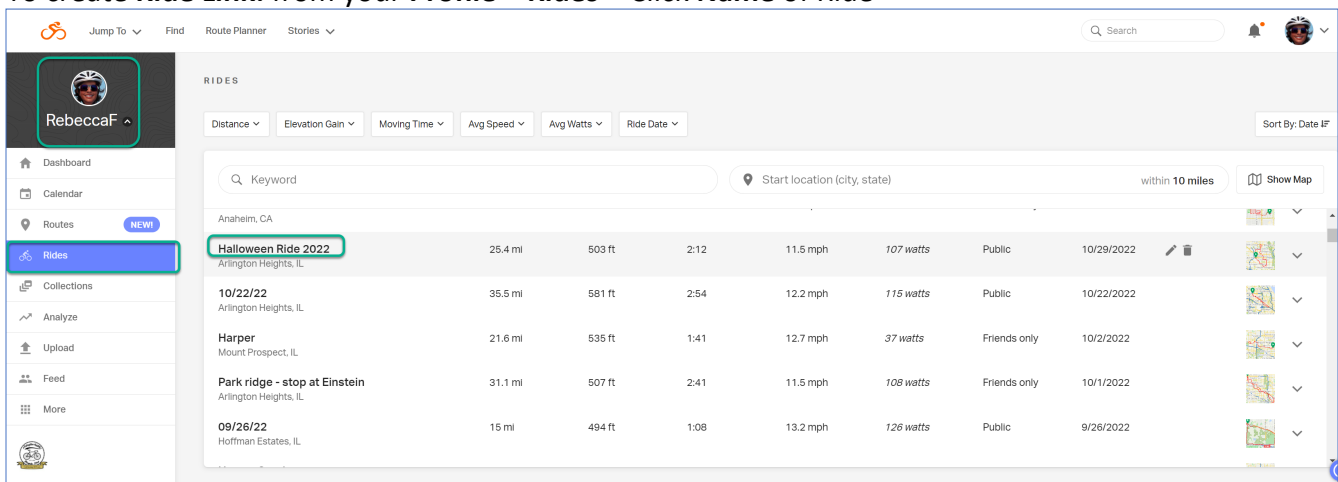 To create Ride Link: from your Profile – Rides – Click Name of Ride
Jump To Find Route Planner Stories Search
RebeccaF
Dashboard
Calendar
Routes NEW!
Rides
Collections
Analyze
Upload
Feed
More
RIDES
Distance Elevation Gain Moving Time Avg Speed Avg Watts Ride Date Sort By: Date
Keyword Start location (city, state) within 10 miles Show Map
Anaheim, CA
Halloween Ride 2022 25.4 mi 503 ft 2:12 11.5 mph 107 watts Public 10/29/2022
Arlington Heights, IL
10/22/22 35.5 mi 581 ft 2:54 12.2 mph 115 watts Public 10/22/2022
Arlington Heights, IL
Harper 21.6 mi 535 ft 1:41 12.7 mph 37 watts Friends only 10/2/2022
Mount Prospect, IL
Park ridge - stop at Einstein 31.1 mi 507 ft 2:41 11.5 mph 108 watts Friends only 10/1/2022
Arlington Heights, IL
09/26/22 15 mi 494 ft 1:08 13.2 mph 126 watts Public 9/26/2022
Hoffman Estates, IL